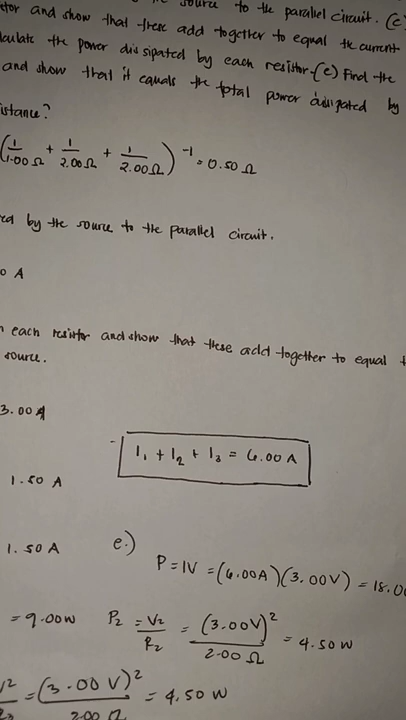 source to the parallel circuit. (c)
and show that these add together to equal the current
the power dissipated by each resistor. (e) Find the
and show that it equals the total power dissipated by
istance?
(1/1.00 Ω + 1/2.00 Ω + 1/2.00 Ω)⁻¹ = 0.50 Ω
by the source to the parallel circuit.
0 A
each resistor and show that these add together to equal
source.
3.00 A
I₁ + I₂ + I₃ = 6.00 A
1.50 A
1.50 A
e.)
P = IV = (6.00A)(3.00V) = 18.0
= 9.00W P₂ = V²/R₂ = (3.00V)²/2.00 Ω = 4.50 W
= (3.00 V)²/2.00 Ω = 4.50 W